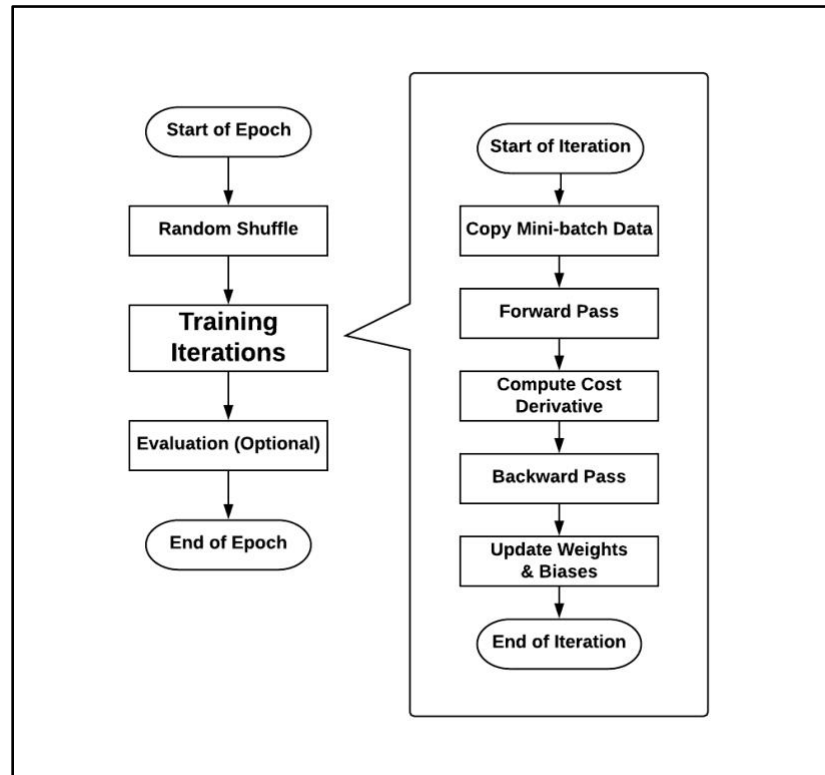 Start of Epoch
Random Shuffle
Training
Iterations
Evaluation (Optional)
End of Epoch
Start of Iteration
Copy Mini-batch Data
Forward Pass
Compute Cost
Derivative
Backward Pass
Update Weights
& Biases
End of Iteration